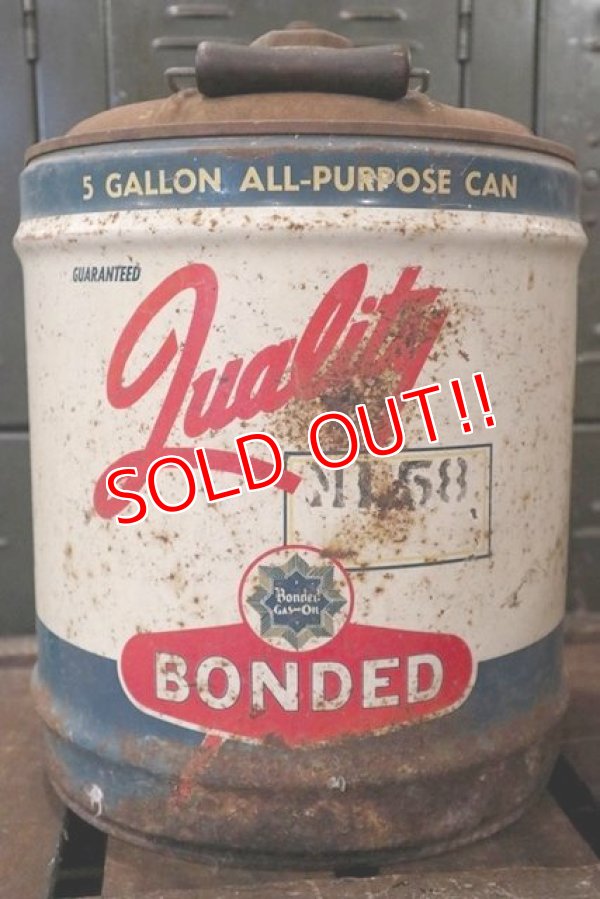 5 GALLON ALL-PURPOSE CAN
GUARANTEED
Quality
SOLD OUT!!
BONDED
Bonded
GAS-OIL